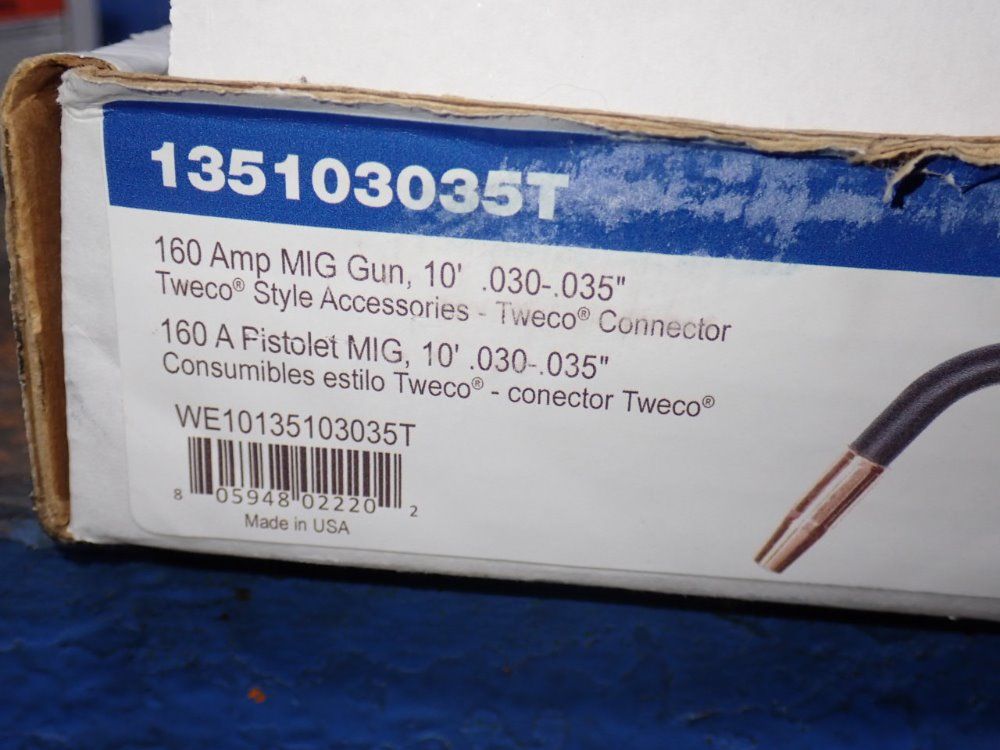 135103035T
160 Amp MIG Gun, 10' .030-.035"
Tweco® Style Accessories - Tweco® Connector
160 A Pistolet MIG, 10' .030-.035"
Consumibles estilo Tweco® - conector Tweco®
WE10135103035T
8 05948 02220 2
Made in USA